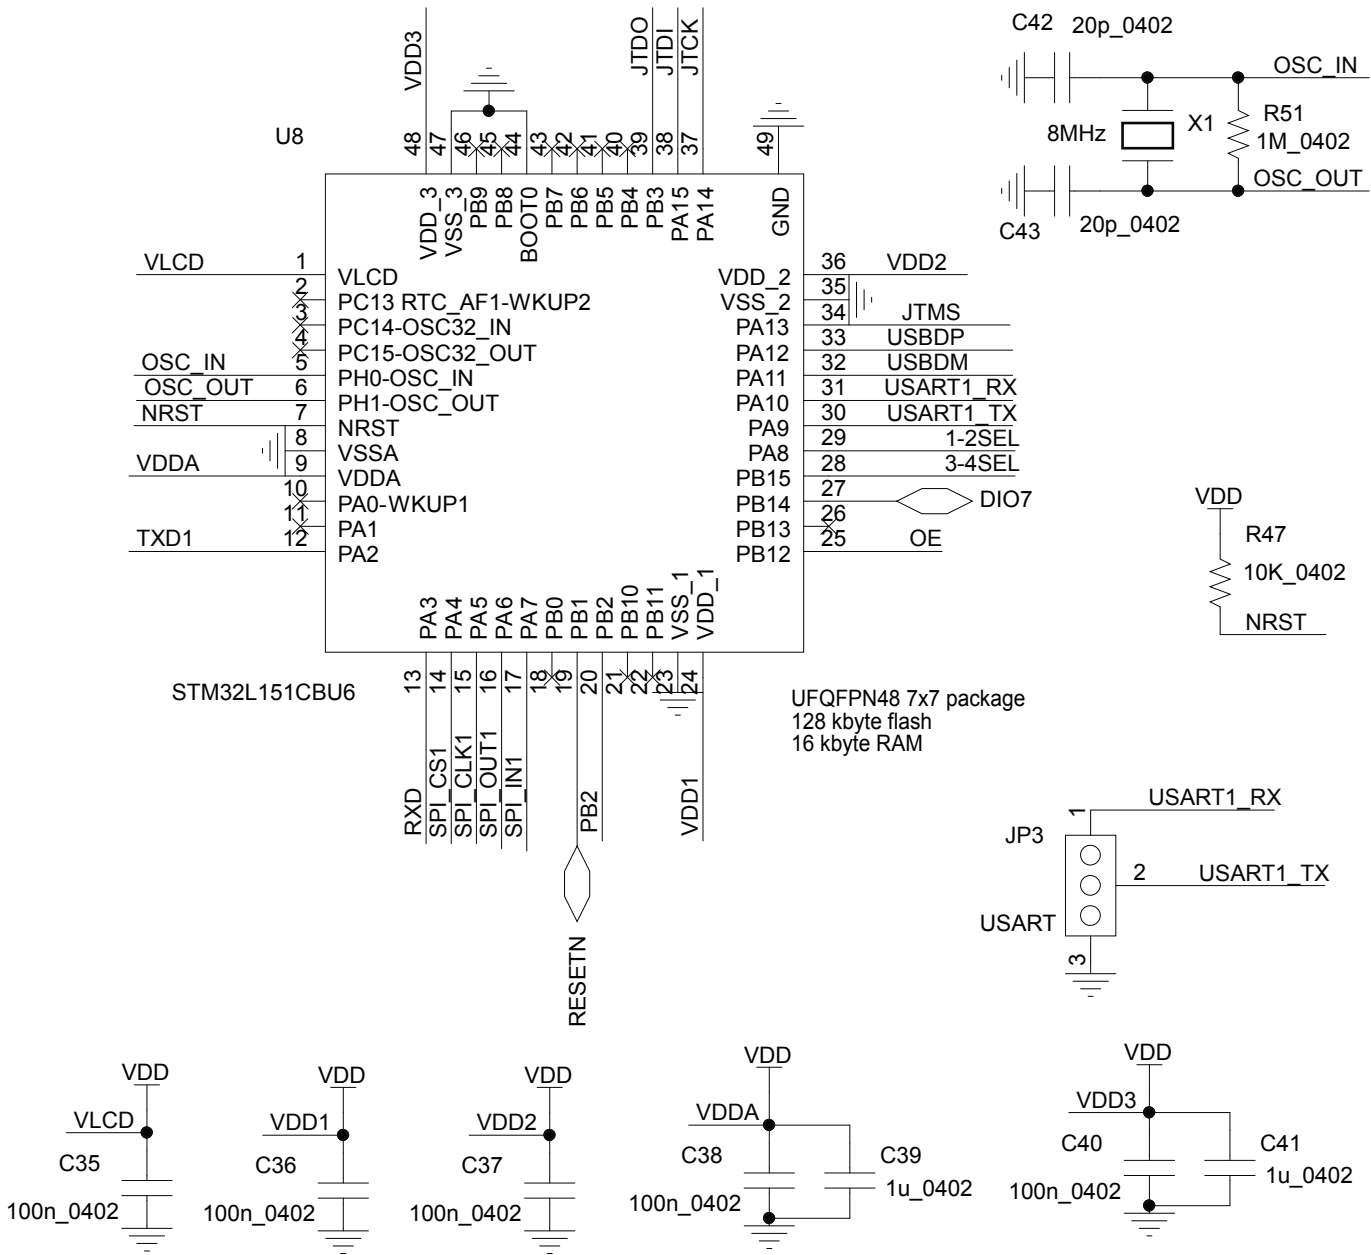 C42
20p_0402
OSC_IN
8MHz
X1
R51
1M_0402
OSC_OUT
C43
20p_0402
VDD3
JTDO
JTDI
JTCK
U8
48
47
46
45
44
43
42
41
40
39
38
37
49
VDD_3
VSS_3
PB9
PB8
BOOT0
PB7
PB6
PB5
PB4
PB3
PA15
PA14
GND
VLCD 1 VLCD
2 PC13 RTC_AF1-WKUP2
3 PC14-OSC32_IN
4 PC15-OSC32_OUT
OSC_IN 5 PH0-OSC_IN
OSC_OUT 6 PH1-OSC_OUT
NRST 7 NRST
8 VSSA
VDDA 9 VDDA
10 PA0-WKUP1
11 PA1
TXD1 12 PA2
VDD_2 36 VDD2
VSS_2 35
PA13 34 JTMS
PA12 33 USBDP
PA11 32 USBDM
PA10 31 USART1_RX
PA9 30 USART1_TX
PA8 29 1-2SEL
PB15 28 3-4SEL
PB14 27 DIO7
PB13 26
PB12 25 OE
PA3
PA4
PA5
PA6
PA7
PB0
PB1
PB2
PB10
PB11
VSS_1
VDD_1
13
14
15
16
17
18
19
20
21
22
23
24
RXD
SPI_CS1
SPI_CLK1
SPI_OUT1
SPI_IN1
RESETN
PB2
VDD1
STM32L151CBU6
UFQFPN48 7x7 package
128 kbyte flash
16 kbyte RAM
VDD
R47
10K_0402
NRST
1
USART1_RX
JP3
2
USART1_TX
USART
3
VDD
VLCD
C35
100n_0402
VDD
VDD1
C36
100n_0402
VDD
VDD2
C37
100n_0402
VDD
VDDA
C38
100n_0402
C39
1u_0402
VDD
VDD3
C40
100n_0402
C41
1u_0402